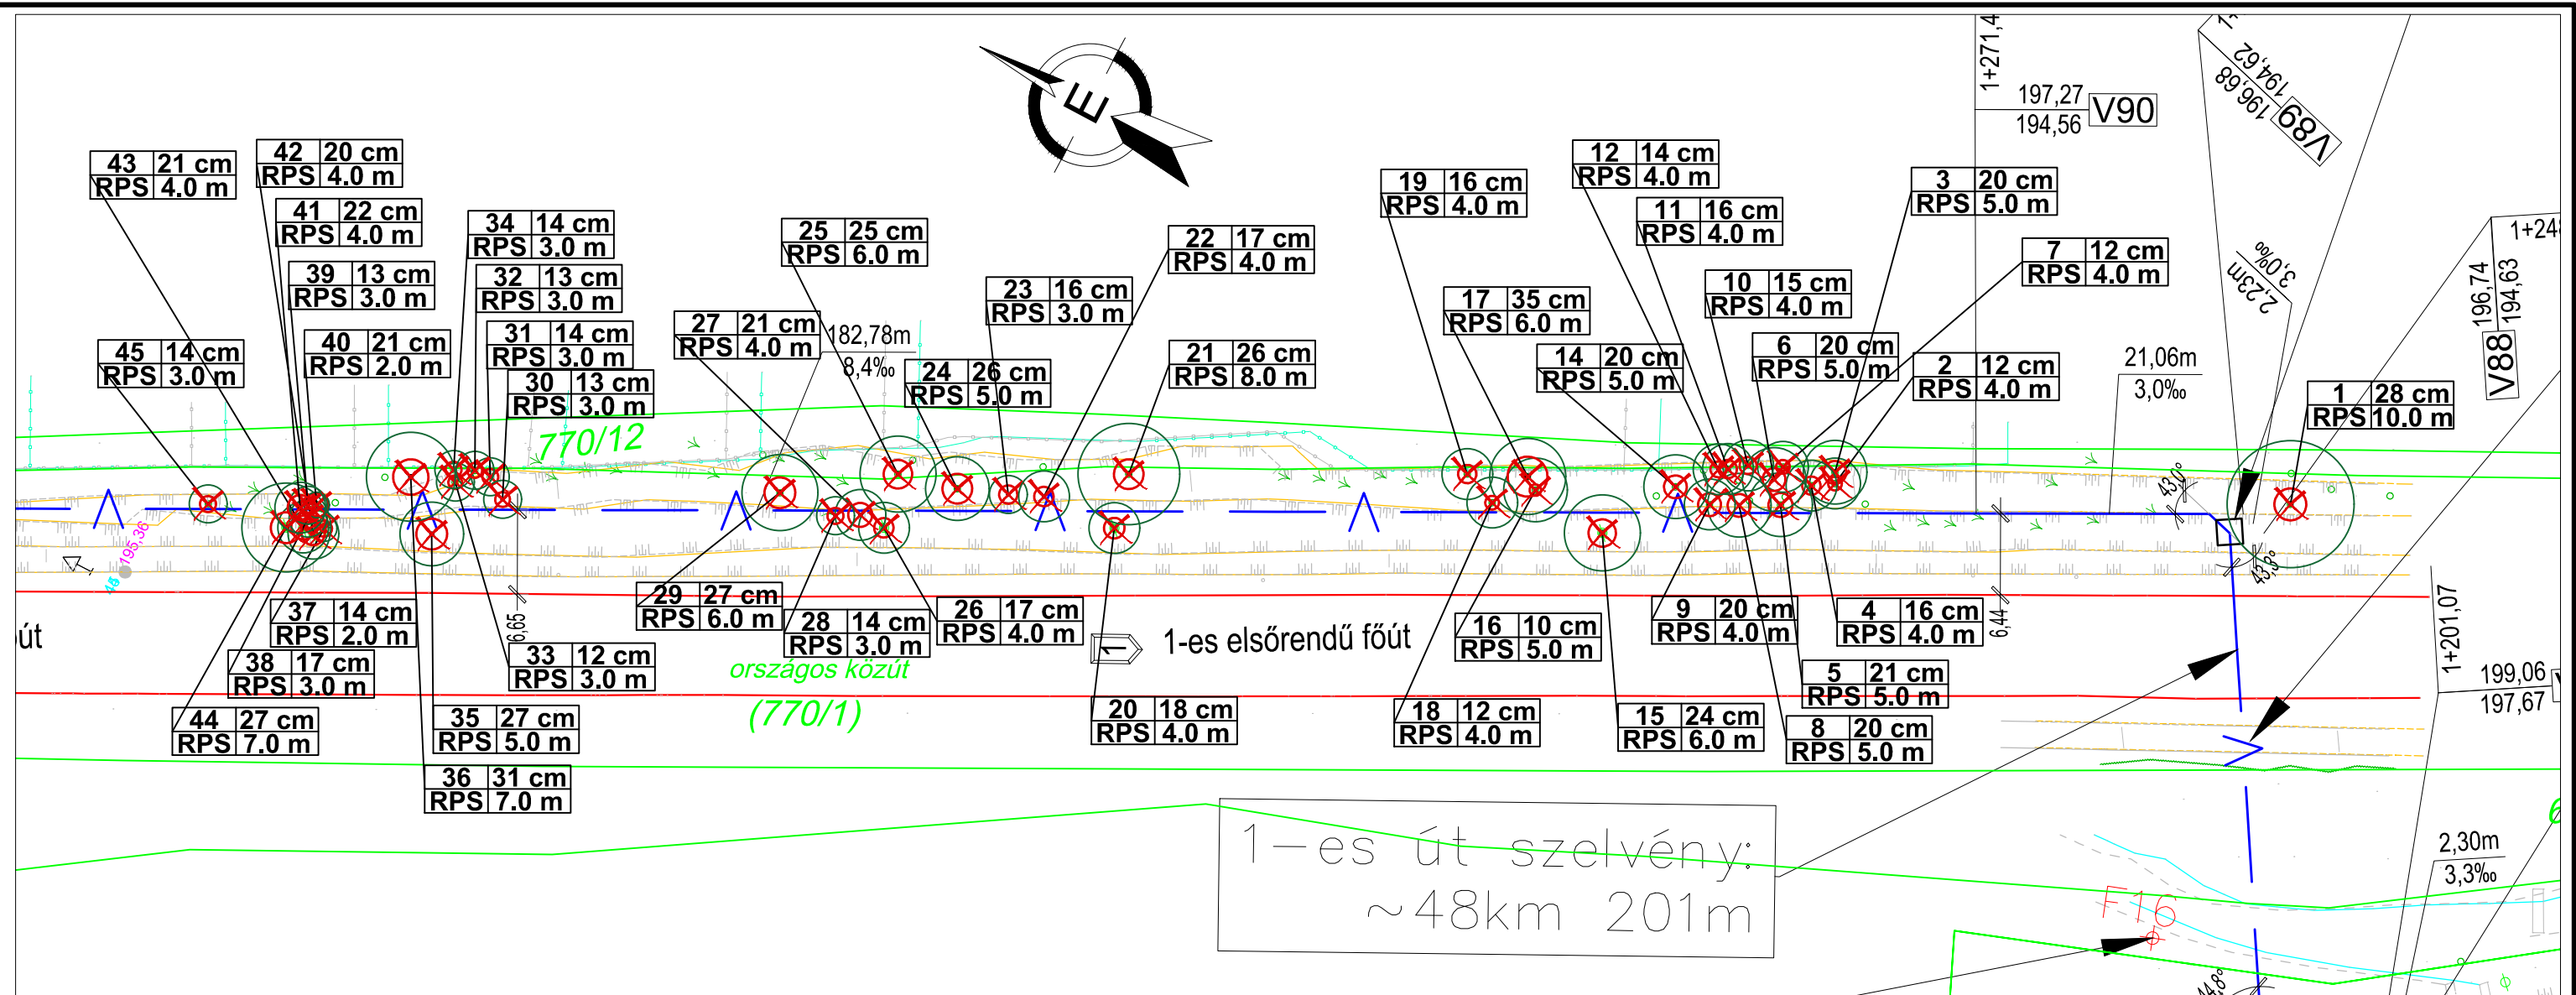 43 21 cm
RPS 4.0 m
42 20 cm
RPS 4.0 m
41 22 cm
RPS 4.0 m
39 13 cm
RPS 3.0 m
40 21 cm
RPS 2.0 m
45 14 cm
RPS 3.0 m
34 14 cm
RPS 3.0 m
32 13 cm
RPS 3.0 m
31 14 cm
RPS 3.0 m
30 13 cm
RPS 3.0 m
27 21 cm
RPS 4.0 m
25 25 cm
RPS 6.0 m
182,78m
8,4‰
24 26 cm
RPS 5.0 m
23 16 cm
RPS 3.0 m
22 17 cm
RPS 4.0 m
21 26 cm
RPS 8.0 m
E
19 16 cm
RPS 4.0 m
17 35 cm
RPS 6.0 m
12 14 cm
RPS 4.0 m
11 16 cm
RPS 4.0 m
10 15 cm
RPS 4.0 m
14 20 cm
RPS 5.0 m
6 20 cm
RPS 5.0 m
3 20 cm
RPS 5.0 m
7 12 cm
RPS 4.0 m
2 12 cm
RPS 4.0 m
1 28 cm
RPS 10.0 m
1+271,4
197,27
194,56
V90
194,62
196,68
V89
3,0‰
2,23m
196,74
194,63
V88
1+248
21,06m
3,0‰
770/12
43,0°
43,3°
195,36
T
37 14 cm
RPS 2.0 m
38 17 cm
RPS 3.0 m
44 27 cm
RPS 7.0 m
35 27 cm
RPS 5.0 m
36 31 cm
RPS 7.0 m
33 12 cm
RPS 3.0 m
6,65
29 27 cm
RPS 6.0 m
28 14 cm
RPS 3.0 m
26 17 cm
RPS 4.0 m
országos közút
(770/1)
1
1-es elsőrendű főút
20 18 cm
RPS 4.0 m
16 10 cm
RPS 5.0 m
18 12 cm
RPS 4.0 m
15 24 cm
RPS 6.0 m
9 20 cm
RPS 4.0 m
4 16 cm
RPS 4.0 m
5 21 cm
RPS 5.0 m
8 20 cm
RPS 5.0 m
6,44
1+201,07
199,06
197,67
1-es út szelvény:
~48km 201m
2,30m
3,3‰
F16
44,8°
út